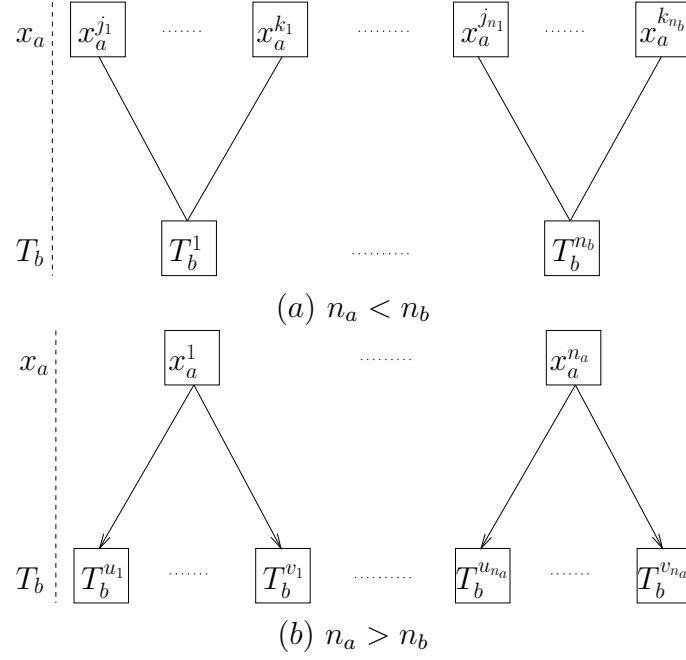 x_a x_a^{j_1} ....... x_a^{k_1} .......... x_a^{j_{n_1}} ....... x_a^{k_{n_b}}
T_b T_b^1 .......... T_b^{n_b}
(a) n_a < n_b
x_a x_a^1 ......... x_a^{n_a}
T_b T_b^{u_1} ....... T_b^{v_1} .......... T_b^{u_{n_a}} ....... T_b^{v_{n_a}}
(b) n_a > n_b